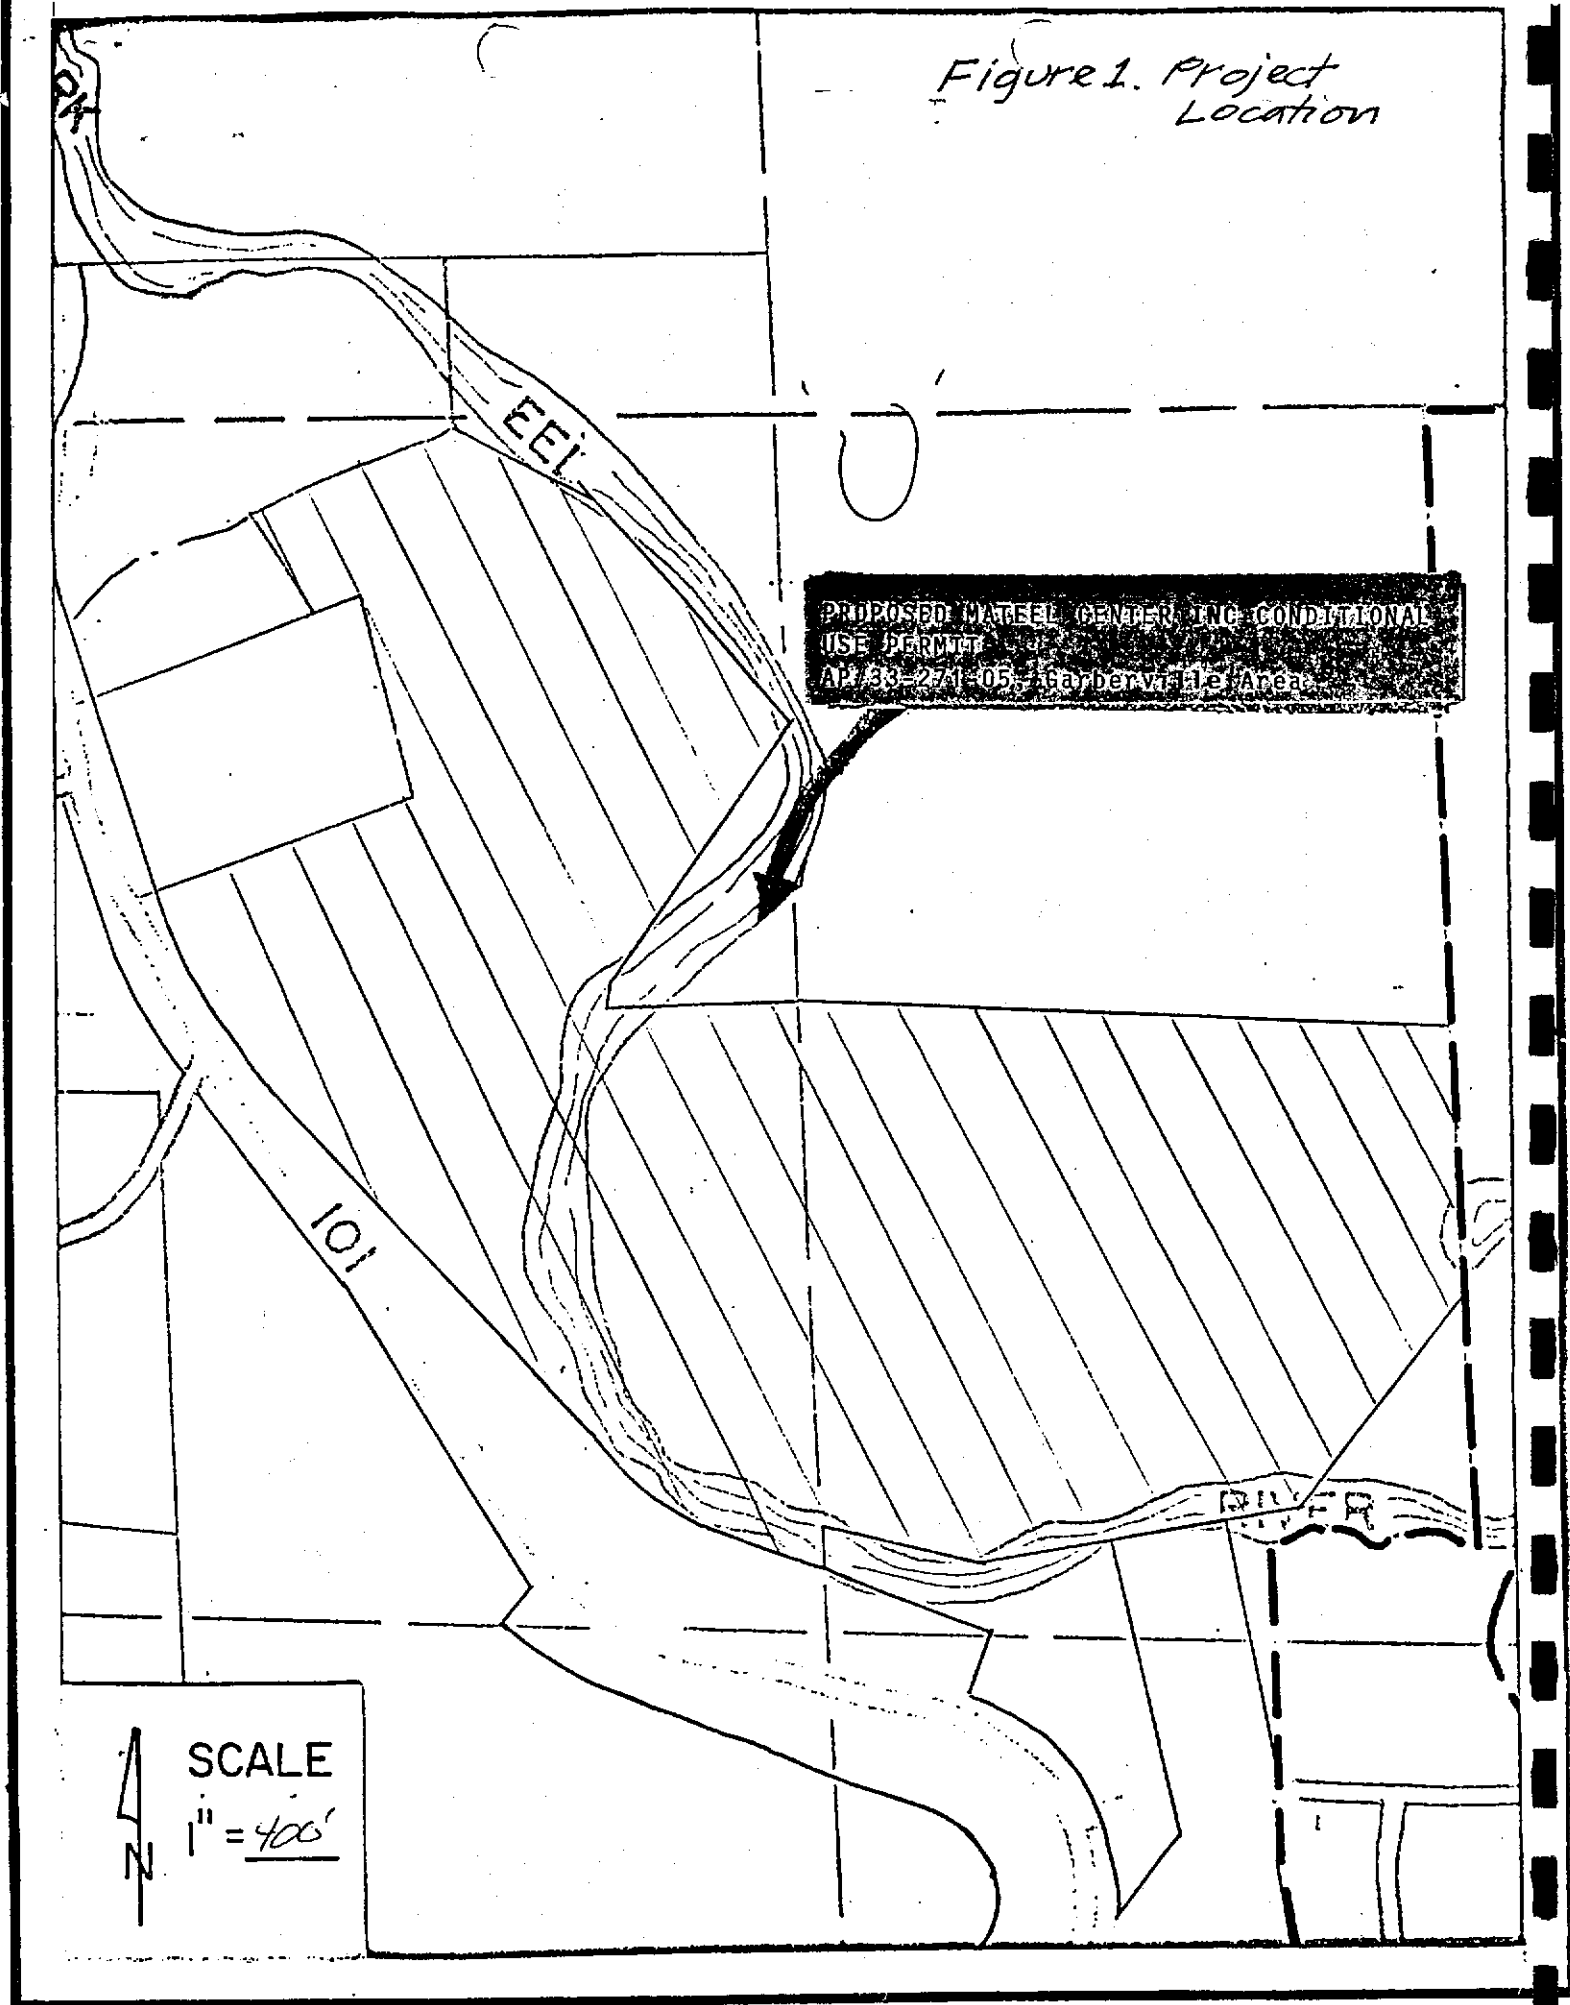 Figure 1. Project
Location
EEL
PROPOSED MATEEL CENTER INC CONDITIONAL
USE PERMIT
AP/33-271-05, Garberville Area
101
RIVER
SCALE
1" = 400'
N